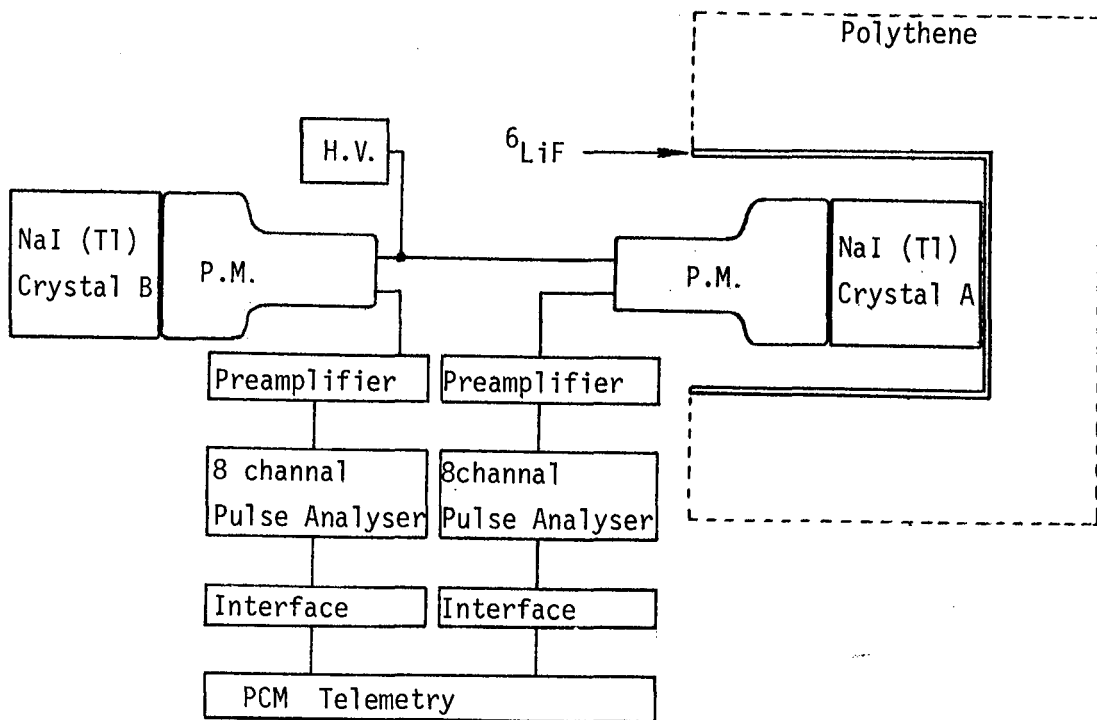 Polythene
H.V.
⁶LiF
NaI (Tl)
Crystal B
P.M.
P.M.
NaI (Tl)
Crystal A
Preamplifier
Preamplifier
8 channal
Pulse Analyser
8channal
Pulse Analyser
Interface
Interface
PCM Telemetry